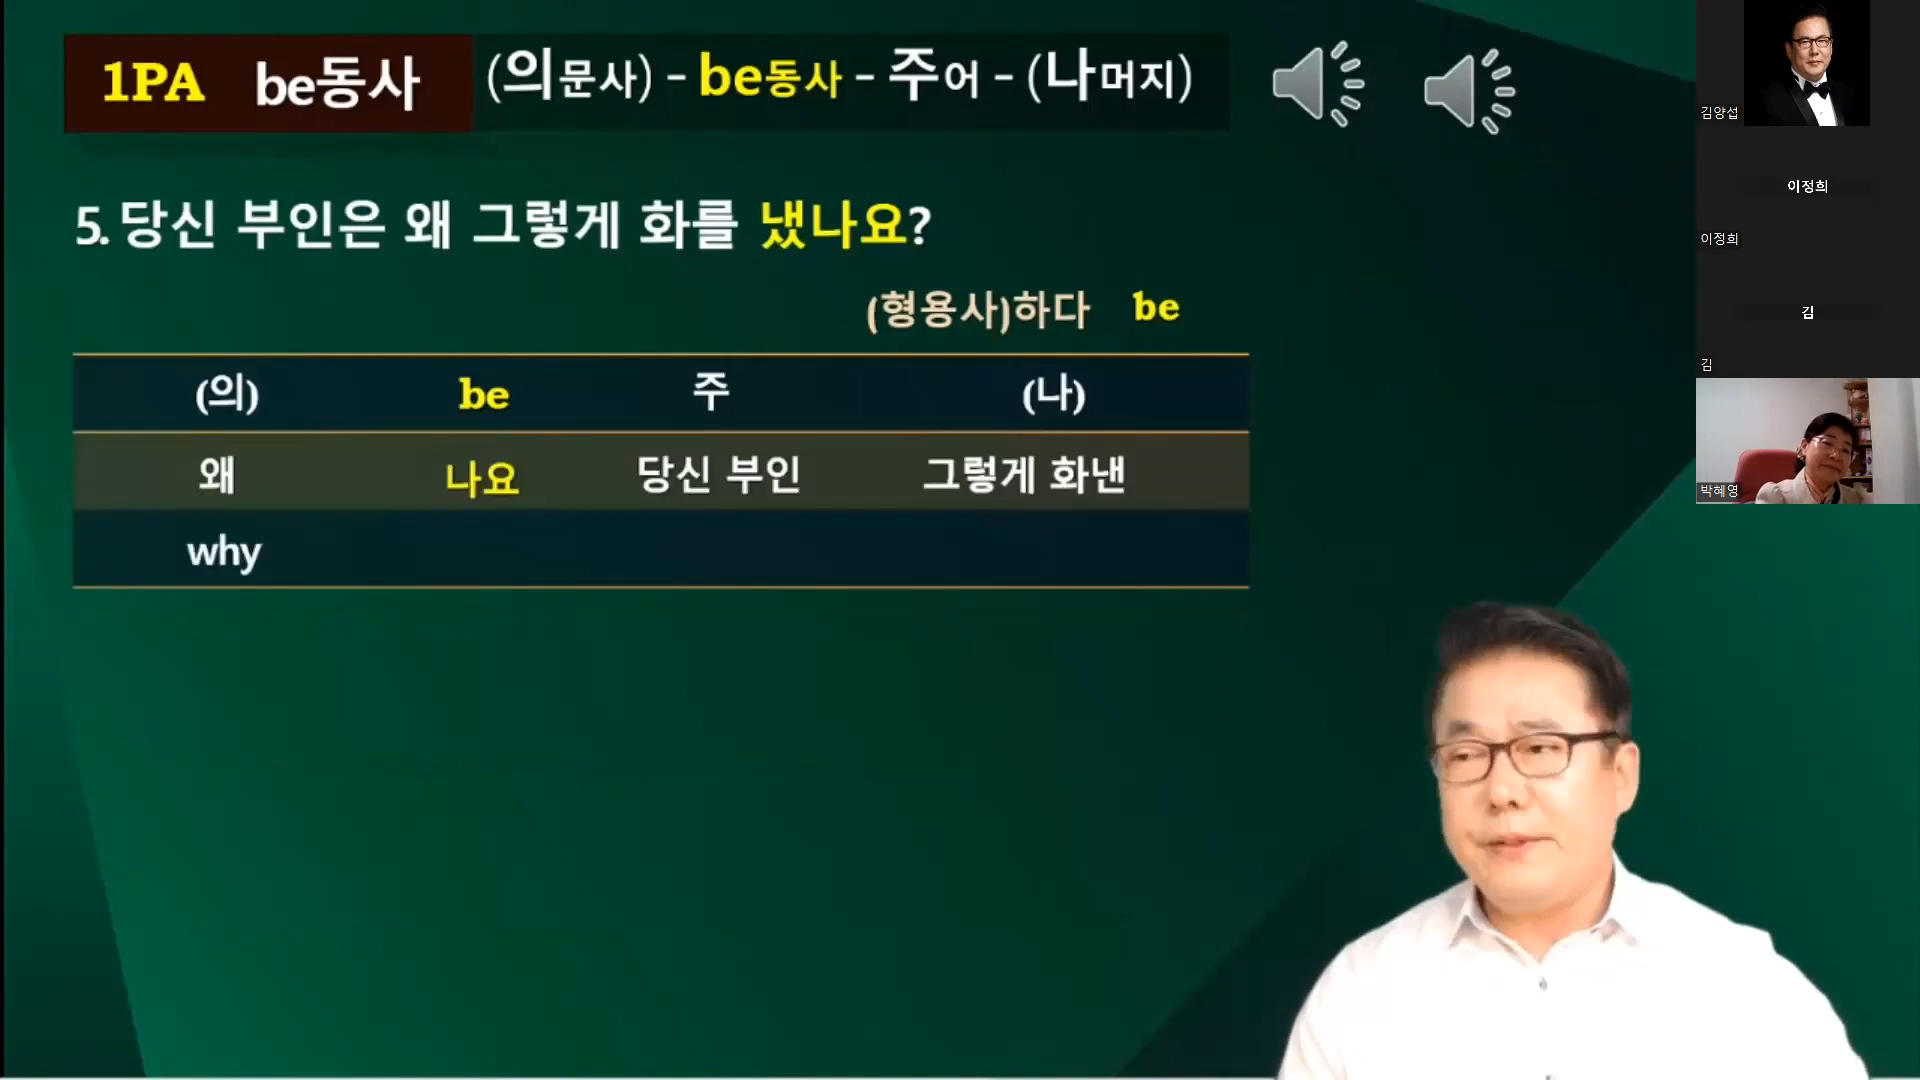 1PA be동사 (의문사) - be동사 - 주어 - (나머지)
5. 당신 부인은 왜 그렇게 화를 냈나요?
(형용사)하다 be
(의) be 주 (나)
왜 나요 당신 부인 그렇게 화낸
why
김양섭
이정희
이정희
김
김
박혜영